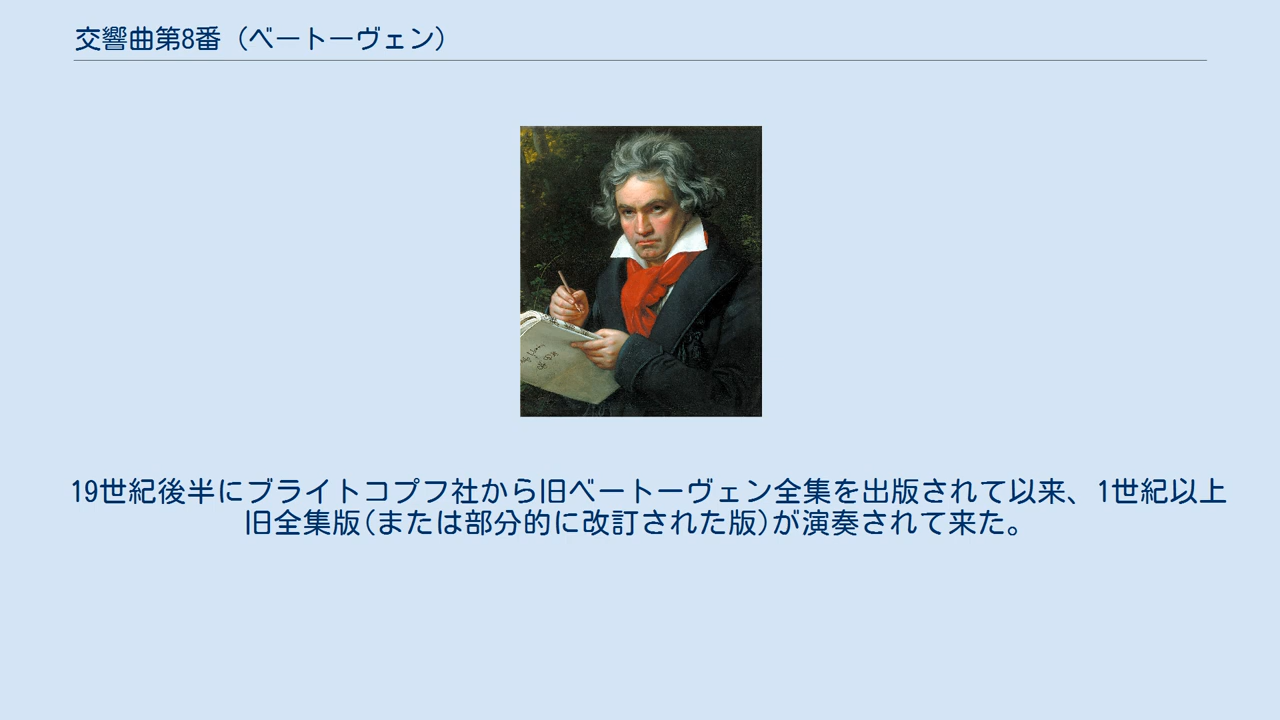 交響曲第8番（ベートーヴェン）
19世紀後半にブライトコプフ社から旧ベートーヴェン全集を出版されて以来、1世紀以上
旧全集版(または部分的に改訂された版)が演奏されて来た。